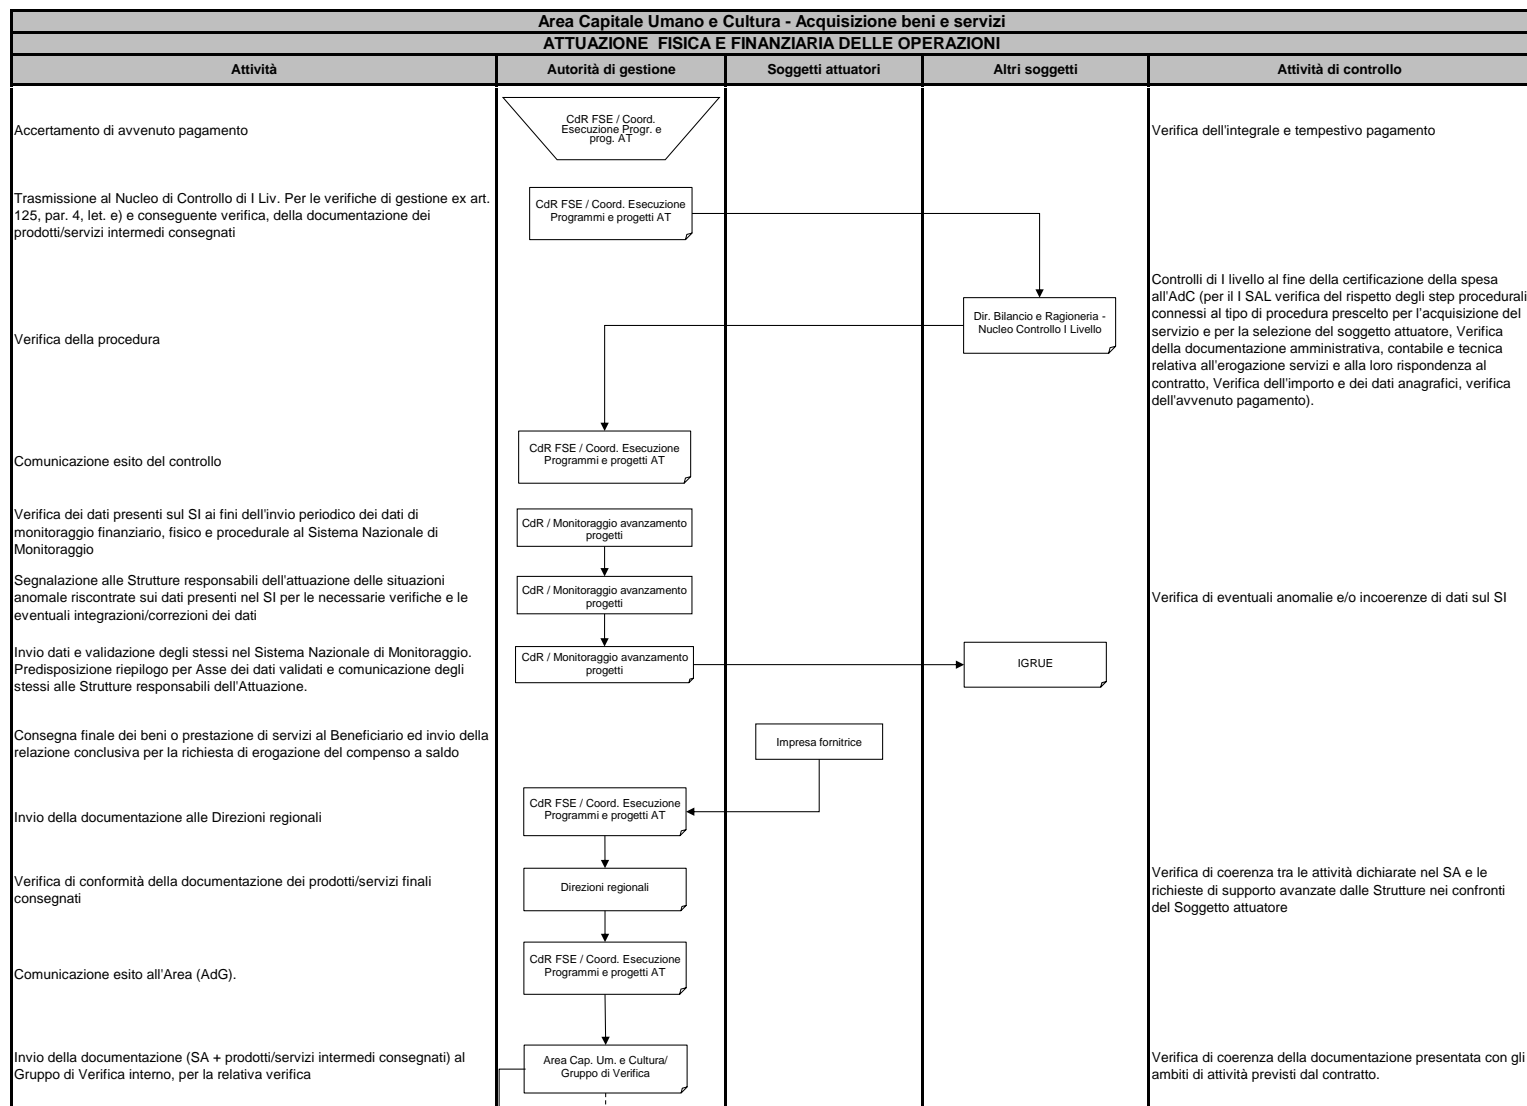 Area Capitale Umano e Cultura - Acquisizione beni e servizi
ATTUAZIONE FISICA E FINANZIARIA DELLE OPERAZIONI
Attività
Autorità di gestione
Soggetti attuatori
Altri soggetti
Attività di controllo
Accertamento di avvenuto pagamento
CdR FSE / Coord.
Esecuzione Progr. e
prog. AT
Verifica dell'integrale e tempestivo pagamento
Trasmissione al Nucleo di Controllo di I Liv. Per le verifiche di gestione ex art.
125, par. 4, let. e) e conseguente verifica, della documentazione dei
prodotti/servizi intermedi consegnati
CdR FSE / Coord. Esecuzione
Programmi e progetti AT
Verifica della procedura
Dir. Bilancio e Ragioneria -
Nucleo Controllo I Livello
Controlli di I livello al fine della certificazione della spesa
all'AdC (per il I SAL verifica del rispetto degli step procedurali
connessi al tipo di procedura prescelto per l'acquisizione del
servizio e per la selezione del soggetto attuatore, Verifica
della documentazione amministrativa, contabile e tecnica
relativa all'erogazione servizi e alla loro rispondenza al
contratto, Verifica dell'importo e dei dati anagrafici, verifica
dell'avvenuto pagamento).
Comunicazione esito del controllo
CdR FSE / Coord. Esecuzione
Programmi e progetti AT
Verifica dei dati presenti sul SI ai fini dell'invio periodico dei dati di
monitoraggio finanziario, fisico e procedurale al Sistema Nazionale di
Monitoraggio
CdR / Monitoraggio avanzamento
progetti
Segnalazione alle Strutture responsabili dell'attuazione delle situazioni
anomale riscontrate sui dati presenti nel SI per le necessarie verifiche e le
eventuali integrazioni/correzioni dei dati
CdR / Monitoraggio avanzamento
progetti
Verifica di eventuali anomalie e/o incoerenze di dati sul SI
Invio dati e validazione degli stessi nel Sistema Nazionale di Monitoraggio.
Predisposizione riepilogo per Asse dei dati validati e comunicazione degli
stessi alle Strutture responsabili dell'Attuazione.
CdR / Monitoraggio avanzamento
progetti
IGRUE
Consegna finale dei beni o prestazione di servizi al Beneficiario ed invio della
relazione conclusiva per la richiesta di erogazione del compenso a saldo
Impresa fornitrice
Invio della documentazione alle Direzioni regionali
CdR FSE / Coord. Esecuzione
Programmi e progetti AT
Verifica di conformità della documentazione dei prodotti/servizi finali
consegnati
Direzioni regionali
Verifica di coerenza tra le attività dichiarate nel SA e le
richieste di supporto avanzate dalle Strutture nei confronti
del Soggetto attuatore
Comunicazione esito all'Area (AdG).
CdR FSE / Coord. Esecuzione
Programmi e progetti AT
Invio della documentazione (SA + prodotti/servizi intermedi consegnati) al
Gruppo di Verifica interno, per la relativa verifica
Area Cap. Um. e Cultura/
Gruppo di Verifica
Verifica di coerenza della documentazione presentata con gli
ambiti di attività previsti dal contratto.